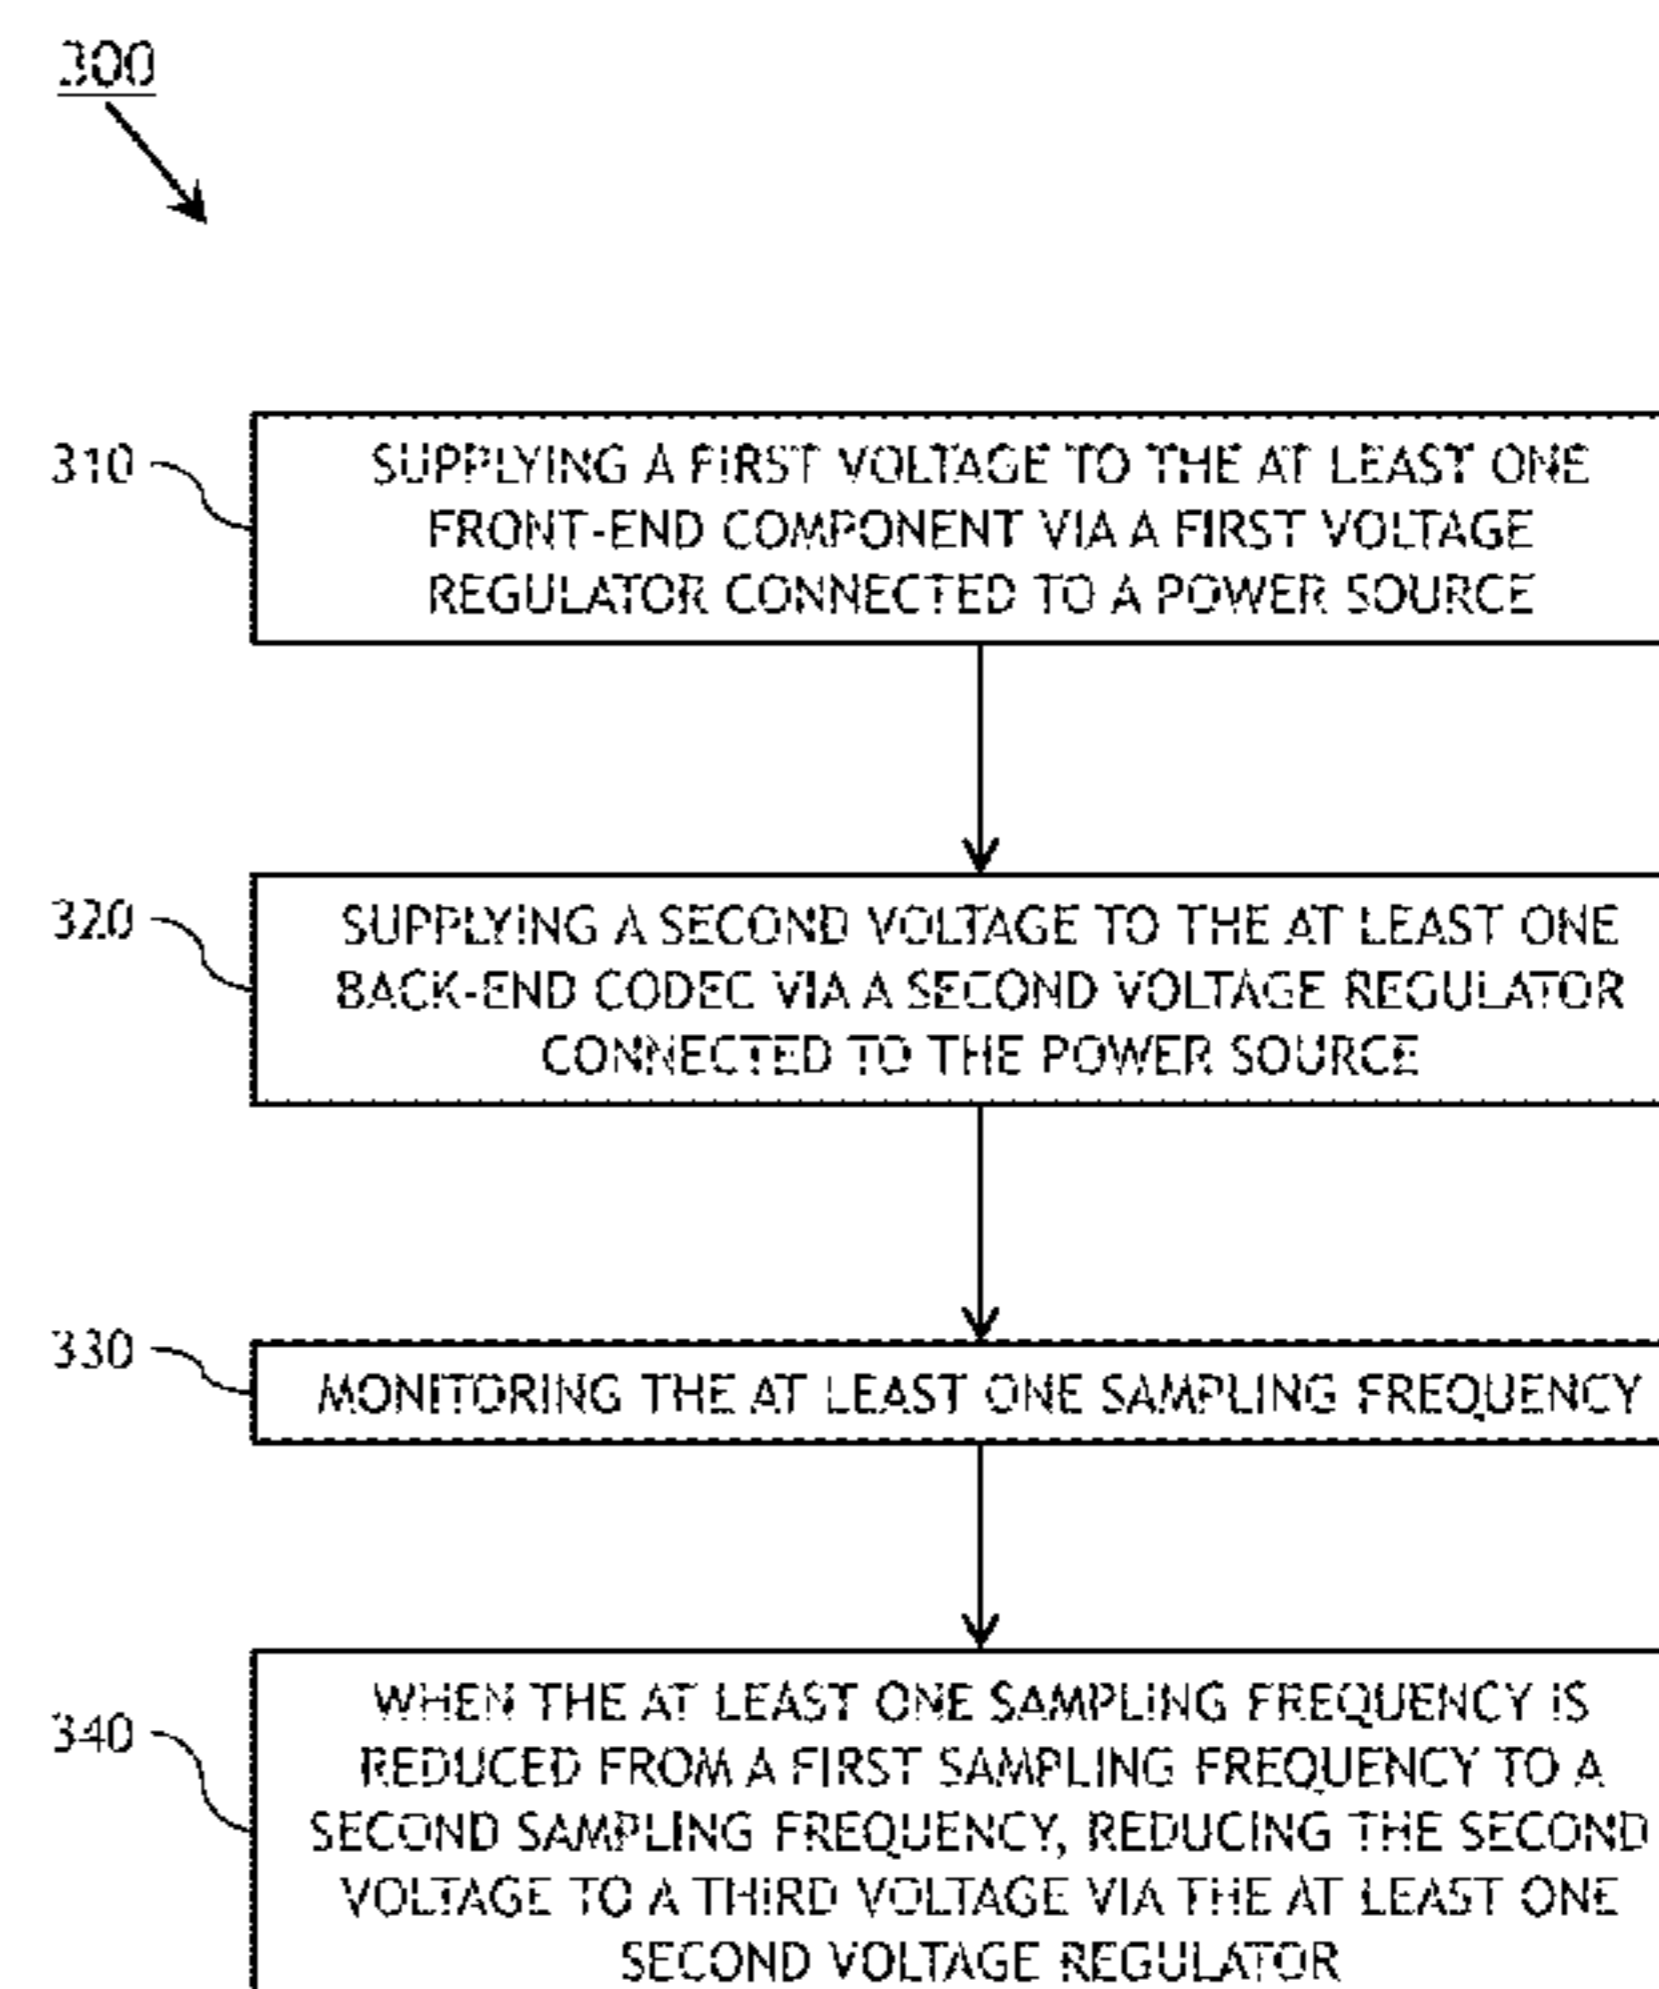 300
310
SUPPLYING A FIRST VOLTAGE TO THE AT LEAST ONE
FRONT-END COMPONENT VIA A FIRST VOLTAGE
REGULATOR CONNECTED TO A POWER SOURCE
320
SUPPLYING A SECOND VOLTAGE TO THE AT LEAST ONE
BACK-END CODEC VIA A SECOND VOLTAGE REGULATOR
CONNECTED TO THE POWER SOURCE
330
MONITORING THE AT LEAST ONE SAMPLING FREQUENCY
340
WHEN THE AT LEAST ONE SAMPLING FREQUENCY IS
REDUCED FROM A FIRST SAMPLING FREQUENCY TO A
SECOND SAMPLING FREQUENCY, REDUCING THE SECOND
VOLTAGE TO A THIRD VOLTAGE VIA THE AT LEAST ONE
SECOND VOLTAGE REGULATOR